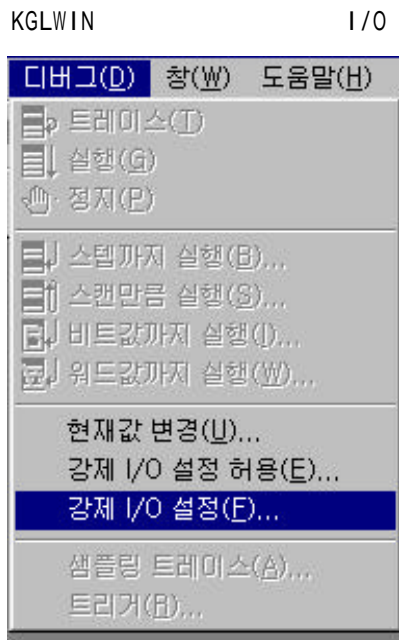 KGLWIN I/O
디버그(D) 창(W) 도움말(H)
트레이스(T)
실행(G)
정지(P)
스텝까지 실행(B)...
스캔만큼 실행(S)...
비트값까지 실행(I)...
워드값까지 실행(W)...
현재값 변경(U)...
강제 I/O 설정 허용(E)...
강제 I/O 설정(F)...
샘플링 트레이스(A)...
트리거(R)...